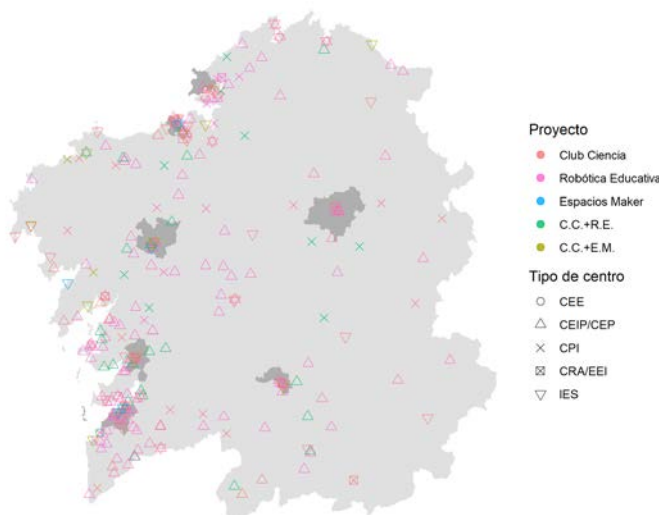 Proyecto
Club Ciencia
Robótica Educativa
Espacios Maker
C.C.+R.E.
C.C.+E.M.
Tipo de centro
CEE
CEIP/CEP
CPI
CRA/EEI
IES